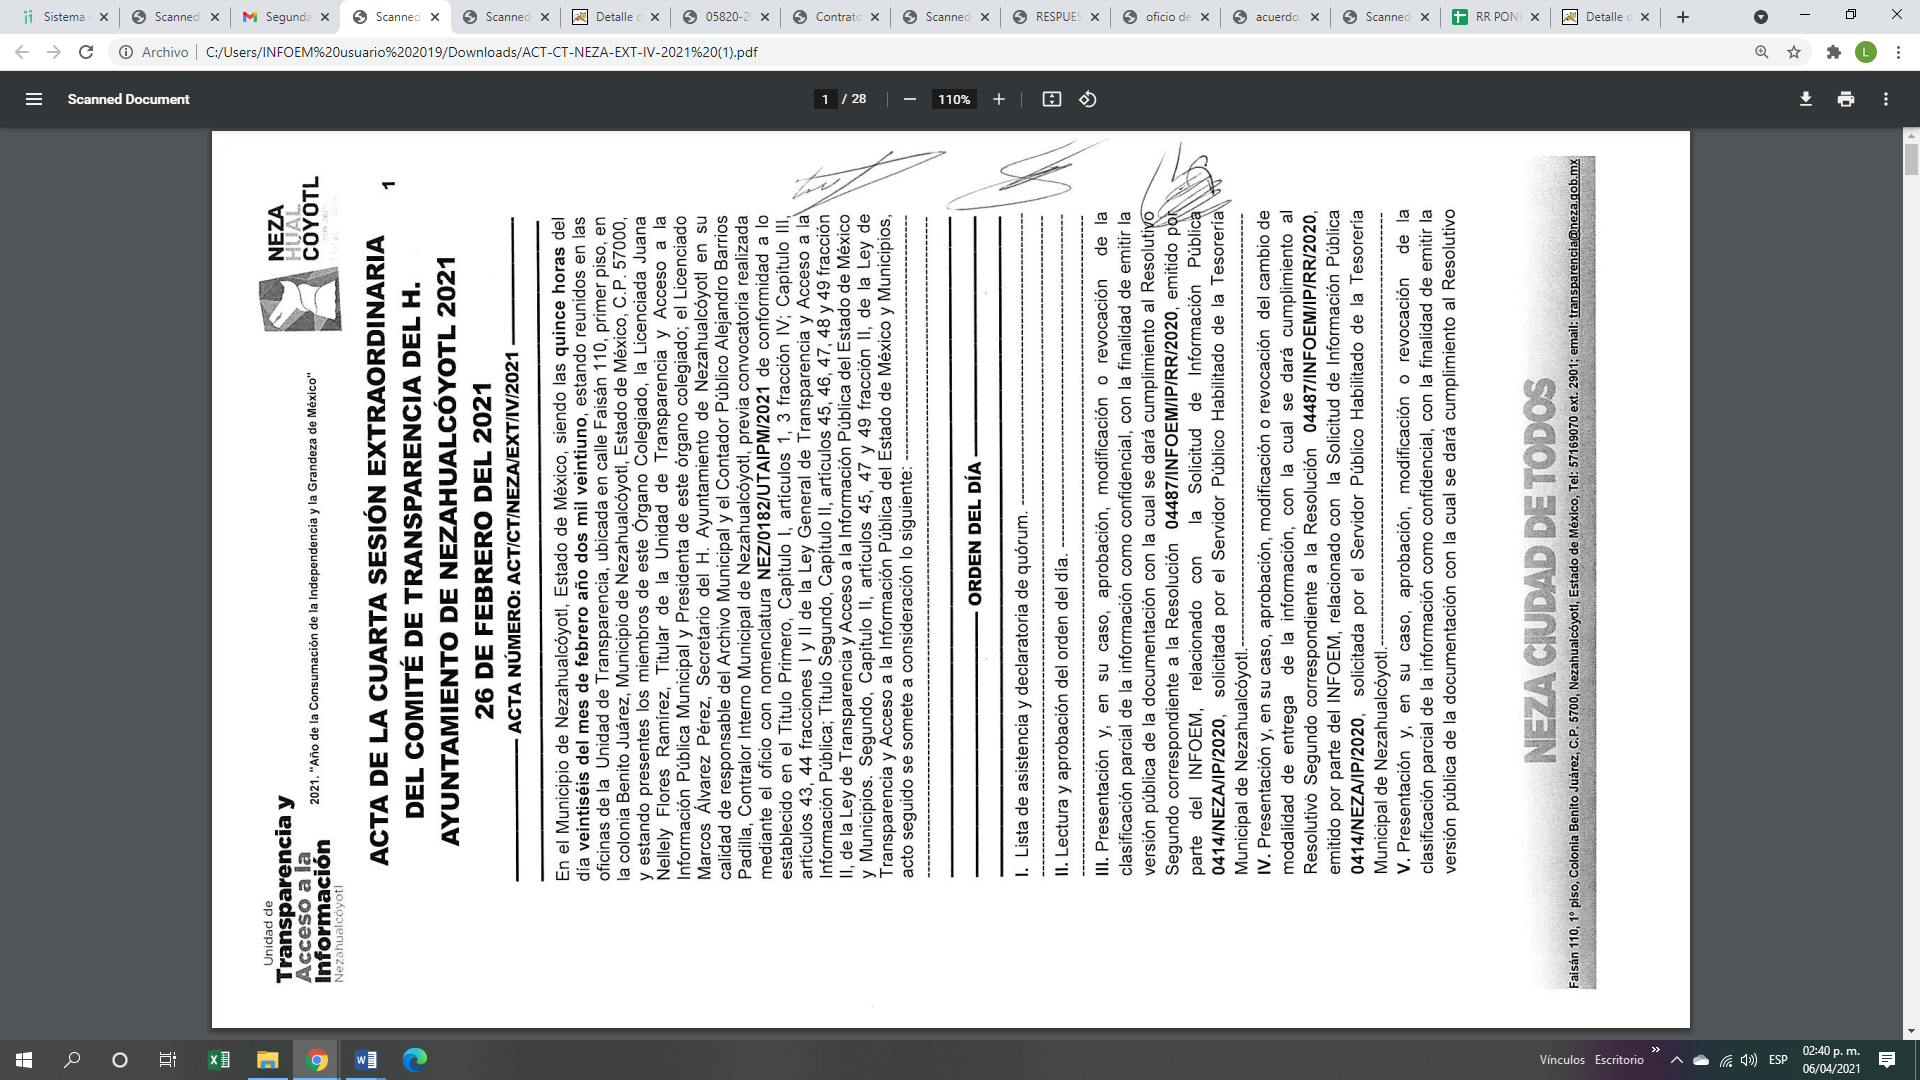 Sistema
Scanned
Segunda
Scanned
Scanned
Detalle
05820-2
Contrato
Scanned
RESPUES
oficio de
acuerdo
Scanned
RR PON
Detalle
Archivo
C:/Users/INFOEM%20usuario%202019/Downloads/ACT-CT-NEZA-EXT-IV-2021%20(1).pdf
L
Scanned Document
1 / 28
110%
Unidad de
Transparencia y
Acceso a la
Información
Nezahualcóyotl
2021. "Año de la Consumación de la Independencia y la Grandeza de México"
NEZA
HUAL
CÓYOTL
1
ACTA DE LA CUARTA SESIÓN EXTRAORDINARIA
DEL COMITÉ DE TRANSPARENCIA DEL H.
AYUNTAMIENTO DE NEZAHUALCÓYOTL 2021
26 DE FEBRERO DEL 2021
ACTA NÚMERO: ACT/CT/NEZA/EXT/IV/2021
En el Municipio de Nezahualcóyotl, Estado de México, siendo las quince horas del
día veintiséis del mes de febrero año dos mil veintiuno, estando reunidos en las
oficinas de la Unidad de Transparencia, ubicada en calle Faisán 110, primer piso, en
la colonia Benito Juárez, Municipio de Nezahualcóyotl, Estado de México, C.P. 57000,
y estando presentes los miembros de este Órgano Colegiado, la Licenciada Juana
Nellely Flores Ramírez, Titular de la Unidad de Transparencia y Acceso a la
Información Pública Municipal y Presidenta de este órgano colegiado; el Licenciado
Marcos Álvarez Pérez, Secretario del H. Ayuntamiento de Nezahualcóyotl en su
calidad de responsable del Archivo Municipal y el Contador Público Alejandro Barrios
Padilla, Contralor Interno Municipal de Nezahualcóyotl, previa convocatoria realizada
mediante el oficio con nomenclatura NEZ/0182/UTAIPM/2021 de conformidad a lo
establecido en el Título Primero, Capítulo I, artículos 1, 3 fracción IV; Capítulo III,
artículos 43, 44 fracciones I y II de la Ley General de Transparencia y Acceso a la
Información Pública; Título Segundo, Capítulo II, artículos 45, 46, 47, 48 y 49 fracción
II, de la Ley de Transparencia y Acceso a la Información Pública del Estado de México
y Municipios. Segundo, Capítulo II, artículos 45, 47 y 49 fracción II, de la Ley de
Transparencia y Acceso a la Información Pública del Estado de México y Municipios,
acto seguido se somete a consideración lo siguiente:
ORDEN DEL DÍA
I. Lista de asistencia y declaratoria de quórum.
II. Lectura y aprobación del orden del día.
III. Presentación y, en su caso, aprobación, modificación o revocación de la
clasificación parcial de la información como confidencial, con la finalidad de emitir la
versión pública de la documentación con la cual se dará cumplimiento al Resolutivo
Segundo correspondiente a la Resolución 04487/INFOEM/IP/RR/2020, emitido por
parte del INFOEM, relacionado con la Solicitud de Información Pública
0414/NEZA/IP/2020, solicitada por el Servidor Público Habilitado de la Tesorería
Municipal de Nezahualcóyotl.
IV. Presentación y, en su caso, aprobación, modificación o revocación del cambio de
modalidad de entrega de la información, con la cual se dará cumplimiento al
Resolutivo Segundo correspondiente a la Resolución 04487/INFOEM/IP/RR/2020,
emitido por parte del INFOEM, relacionado con la Solicitud de Información Pública
0414/NEZA/IP/2020, solicitada por el Servidor Público Habilitado de la Tesorería
Municipal de Nezahualcóyotl.
V. Presentación y, en su caso, aprobación, modificación o revocación de la
clasificación parcial de la información como confidencial, con la finalidad de emitir la
versión pública de la documentación con la cual se dará cumplimiento al Resolutivo
NEZA CIUDAD DE TODOS
Faisán 110, 1° piso, Colonia Benito Juárez, C.P. 5700, Nezahualcóyotl, Estado de México, Tel: 57169070 ext. 2901; email: transparencia@neza.gob.mx
Vínculos
Escritorio
ESP
02:40 p. m.
06/04/2021